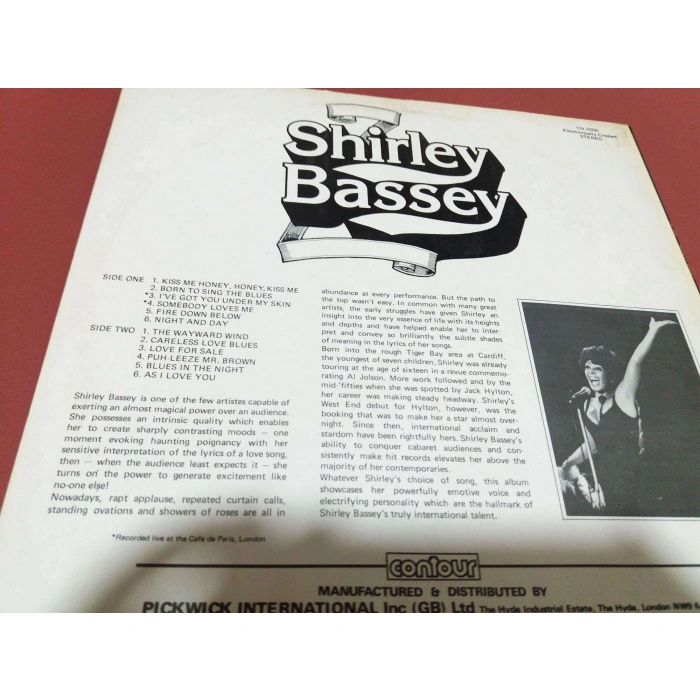 Shirley
Bassey
Electronically Created
STEREO
SIDE ONE 1. KISS ME HONEY, HONEY, KISS ME
2. BORN TO SING THE BLUES
*3. I'VE GOT YOU UNDER MY SKIN
*4. SOMEBODY LOVES ME
5. FIRE DOWN BELOW
6. NIGHT AND DAY
SIDE TWO 1. THE WAYWARD WIND
2. CARELESS LOVE BLUES
3. LOVE FOR SALE
4. PUH-LEEZE MR. BROWN
5. BLUES IN THE NIGHT
6. AS I LOVE YOU
Shirley Bassey is one of the few artistes capable of
exerting an almost magical power over an audience.
She possesses an intrinsic quality which enables
her to create sharply contrasting moods — one
moment evoking haunting poignancy with her
sensitive interpretation of the lyrics of a love song,
then — when the audience least expects it — she
turns on the power to generate excitement like
no-one else!
Nowadays, rapt applause, repeated curtain calls,
standing ovations and showers of roses are all in
abundance at every performance. But the path to
the top wasn't easy. In common with many great
artists, the early struggles have given Shirley an
insight into the very essence of life with its heights
and depths and have helped enable her to inter-
pret and convey so brilliantly the subtle shades
of meaning in the lyrics of her songs.
Born into the rough Tiger Bay area at Cardiff,
the youngest of seven children, Shirley was already
touring at the age of sixteen in a revue commemo-
rating Al Jolson. More work followed and by the
mid-'fifties when she was spotted by Jack Hylton,
her career was making steady headway. Shirley's
West End debut for Hylton, however, was the
booking that was to make her a star almost over-
night. Since then, international acclaim and
stardom have been rightfully hers. Shirley Bassey's
ability to conquer cabaret audiences and con-
sistently make hit records elevates her above the
majority of her contemporaries.
Whatever Shirley's choice of song, this album
showcases her powerfully emotive voice and
electrifying personality which are the hallmark of
Shirley Bassey's truly international talent.
*Recorded live at the Cafe de Paris, London
contour
MANUFACTURED & DISTRIBUTED BY
PICKWICK INTERNATIONAL Inc (GB) Ltd The Hyde Industrial Estate, The Hyde, London NW9 6